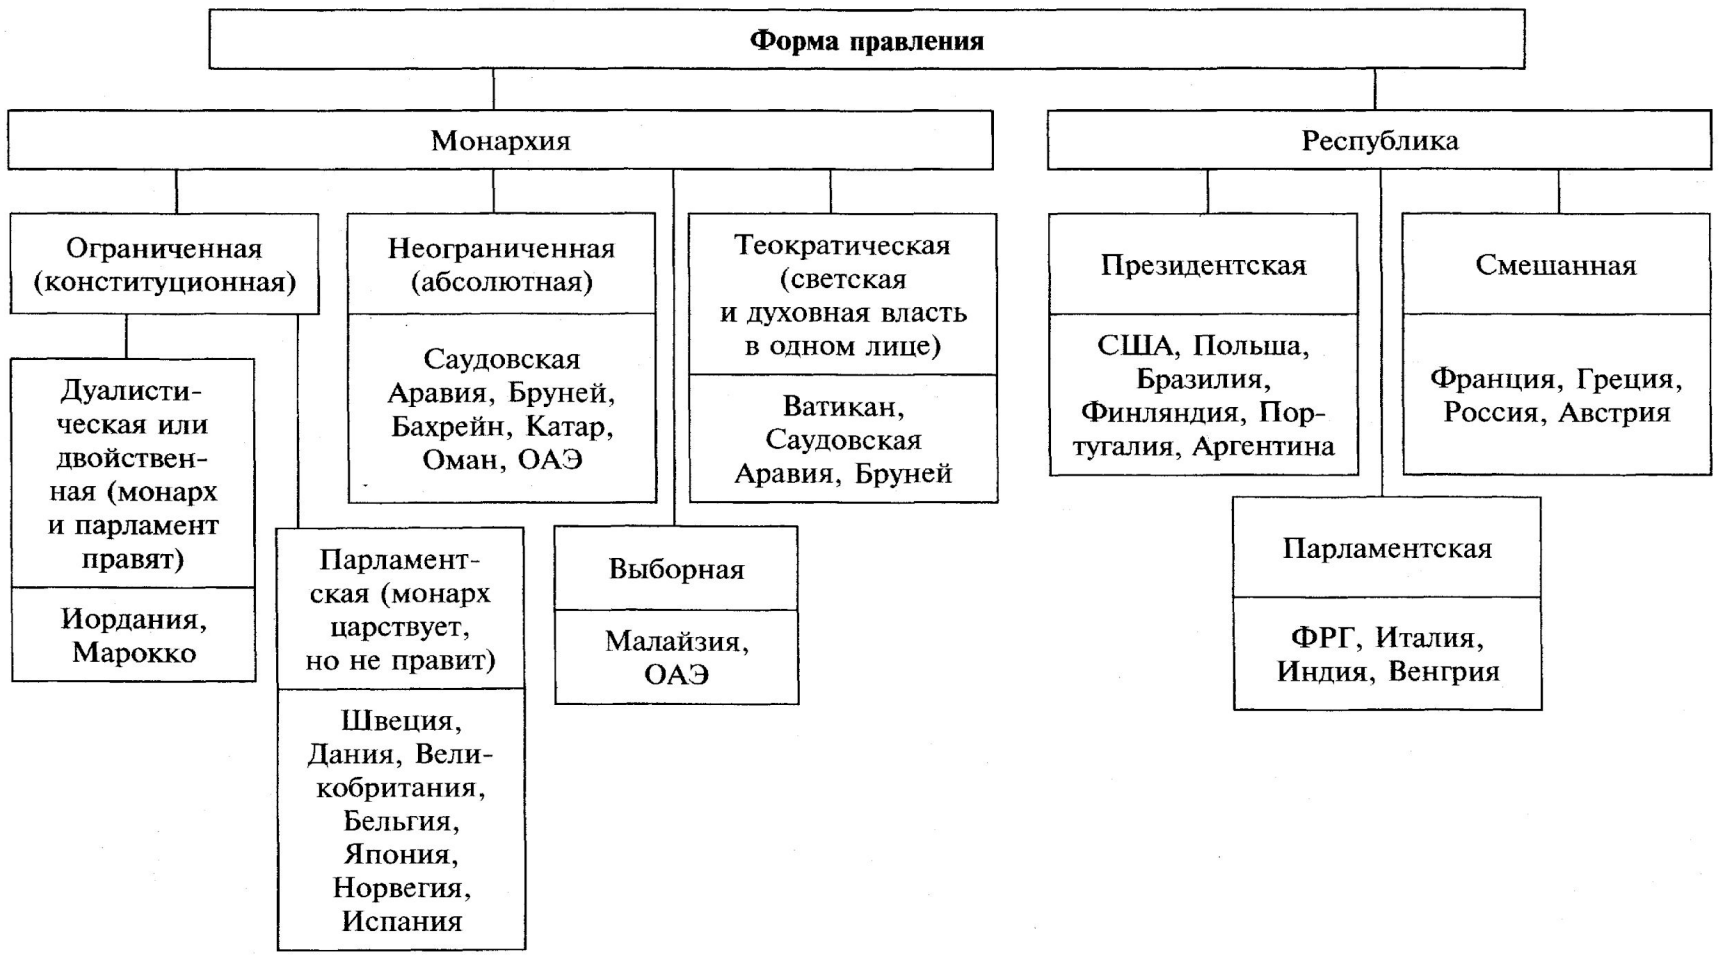 Форма правления
Монархия
Республика
Ограниченная
(конституционная)
Неограниченная
(абсолютная)
Теократическая
(светская
и духовная власть
в одном лице)
Президентская
Смешанная
Дуалисти-
ческая или
двойствен-
ная (монарх
и парламент
правят)
Иордания,
Марокко
Саудовская
Аравия, Бруней,
Бахрейн, Катар,
Оман, ОАЭ
Ватикан,
Саудовская
Аравия, Бруней
США, Польша,
Бразилия,
Финляндия, Пор-
тугалия, Аргентина
Франция, Греция,
Россия, Австрия
Парламент-
ская (монарх
царствует,
но не правит)
Швеция,
Дания, Вели-
кобритания,
Бельгия,
Япония,
Норвегия,
Испания
Выборная
Малайзия,
ОАЭ
Парламентская
ФРГ, Италия,
Индия, Венгрия